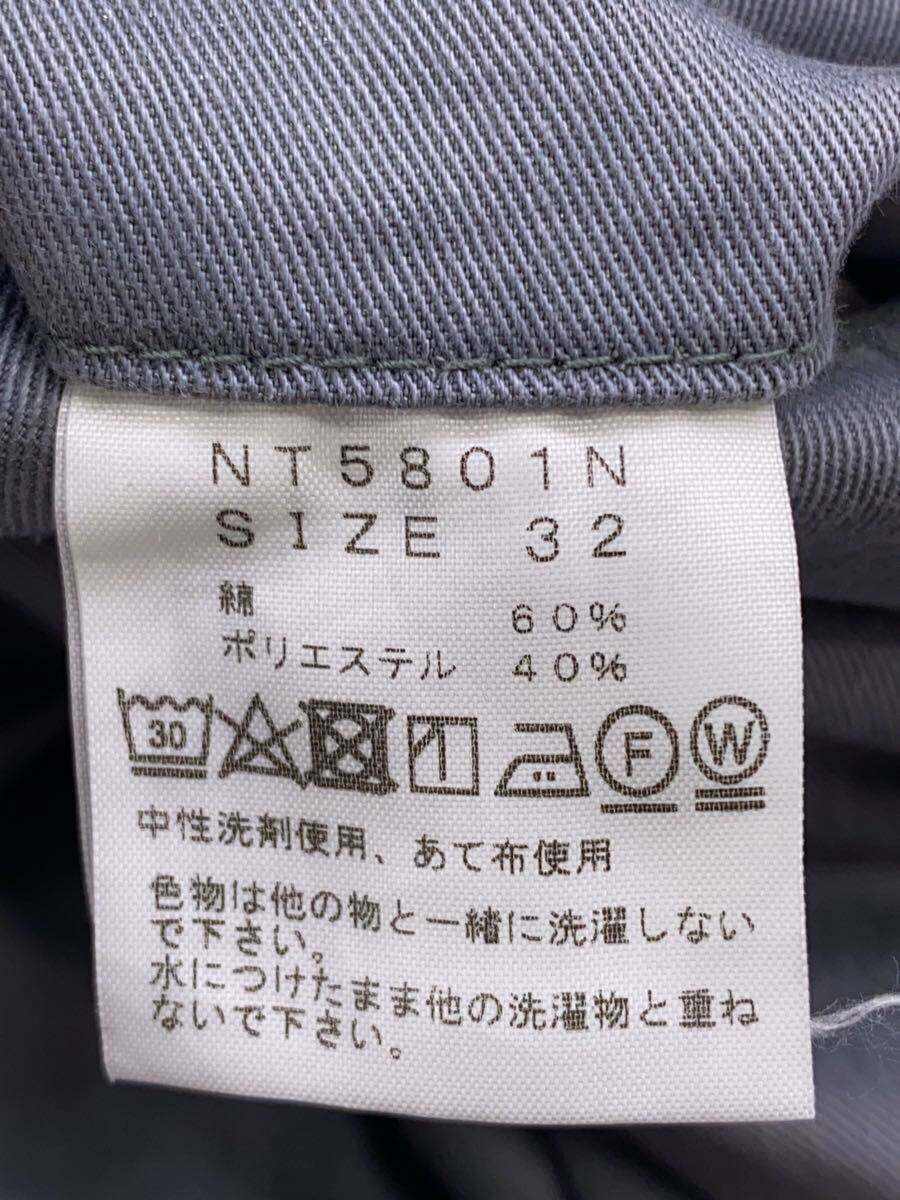 NT5801N
SIZE 32
綿 60%
ポリエステル 40%
30 F W
中性洗剤使用、あて布使用
色物は他の物と一緒に洗濯しない
で下さい。
水につけたまま他の洗濯物と重ね
ないで下さい。